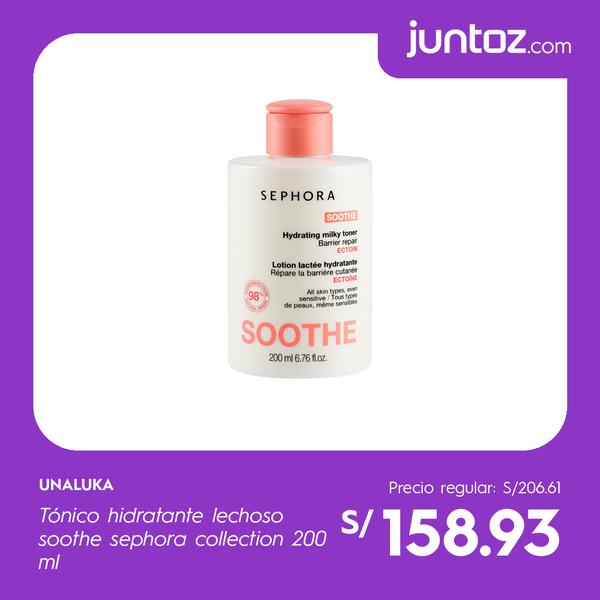 juntoz.com
SEPHORA
SOOTHE
Hydrating milky toner
Barrier repair
ECTOIN
Lotion lactée hydratante
Répare la barrière cutanée
ECTOÏNE
All skin types, even
sensitive / Tous types
de peaux, même sensibles
98%
SOOTHE
200 ml 6.76 fl.oz.
UNALUKA
Tónico hidratante lechoso
soothe sephora collection 200
ml
Precio regular: S/206.61
S/158.93